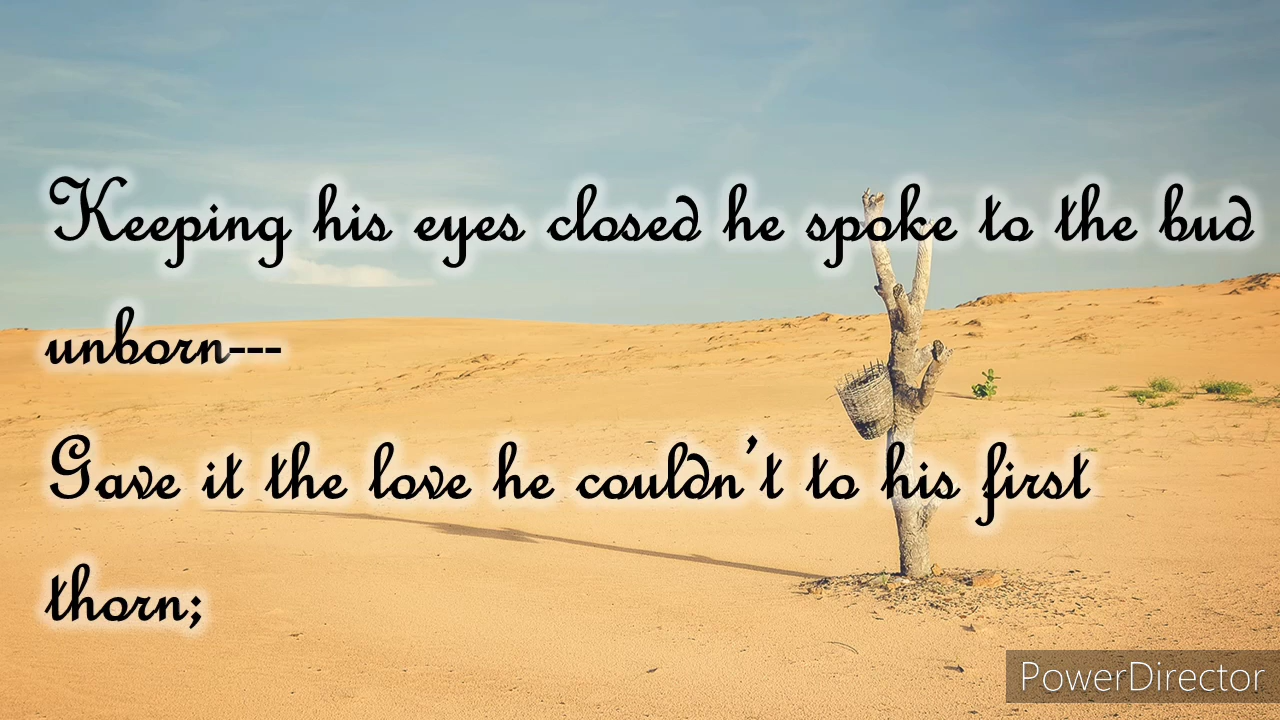 Keeping his eyes closed he spoke to the bud
unborn---
Gave it the love he couldn't to his first
thorn;
PowerDirector